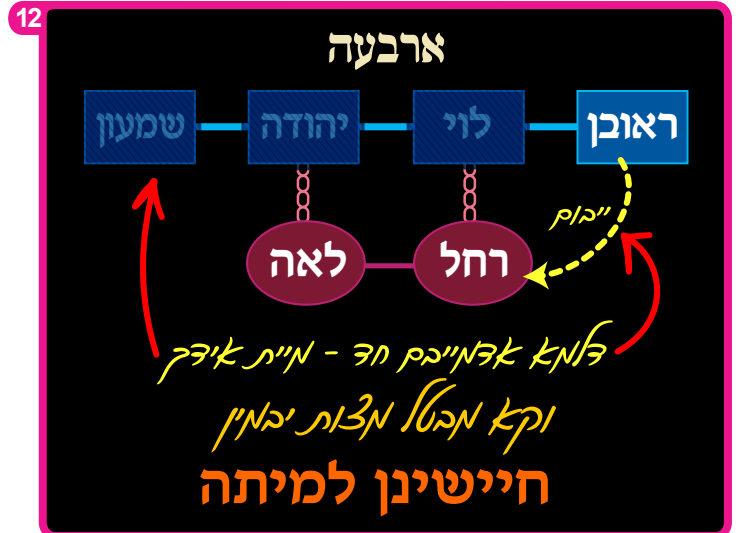 12
ארבעה
ראובן לוי יהודה שמעון
ייבום
רחל לאה
דלמא אדמייבם חד - מיית אידך
וקא מבטל מצות יבמין
חיישינן למיתה